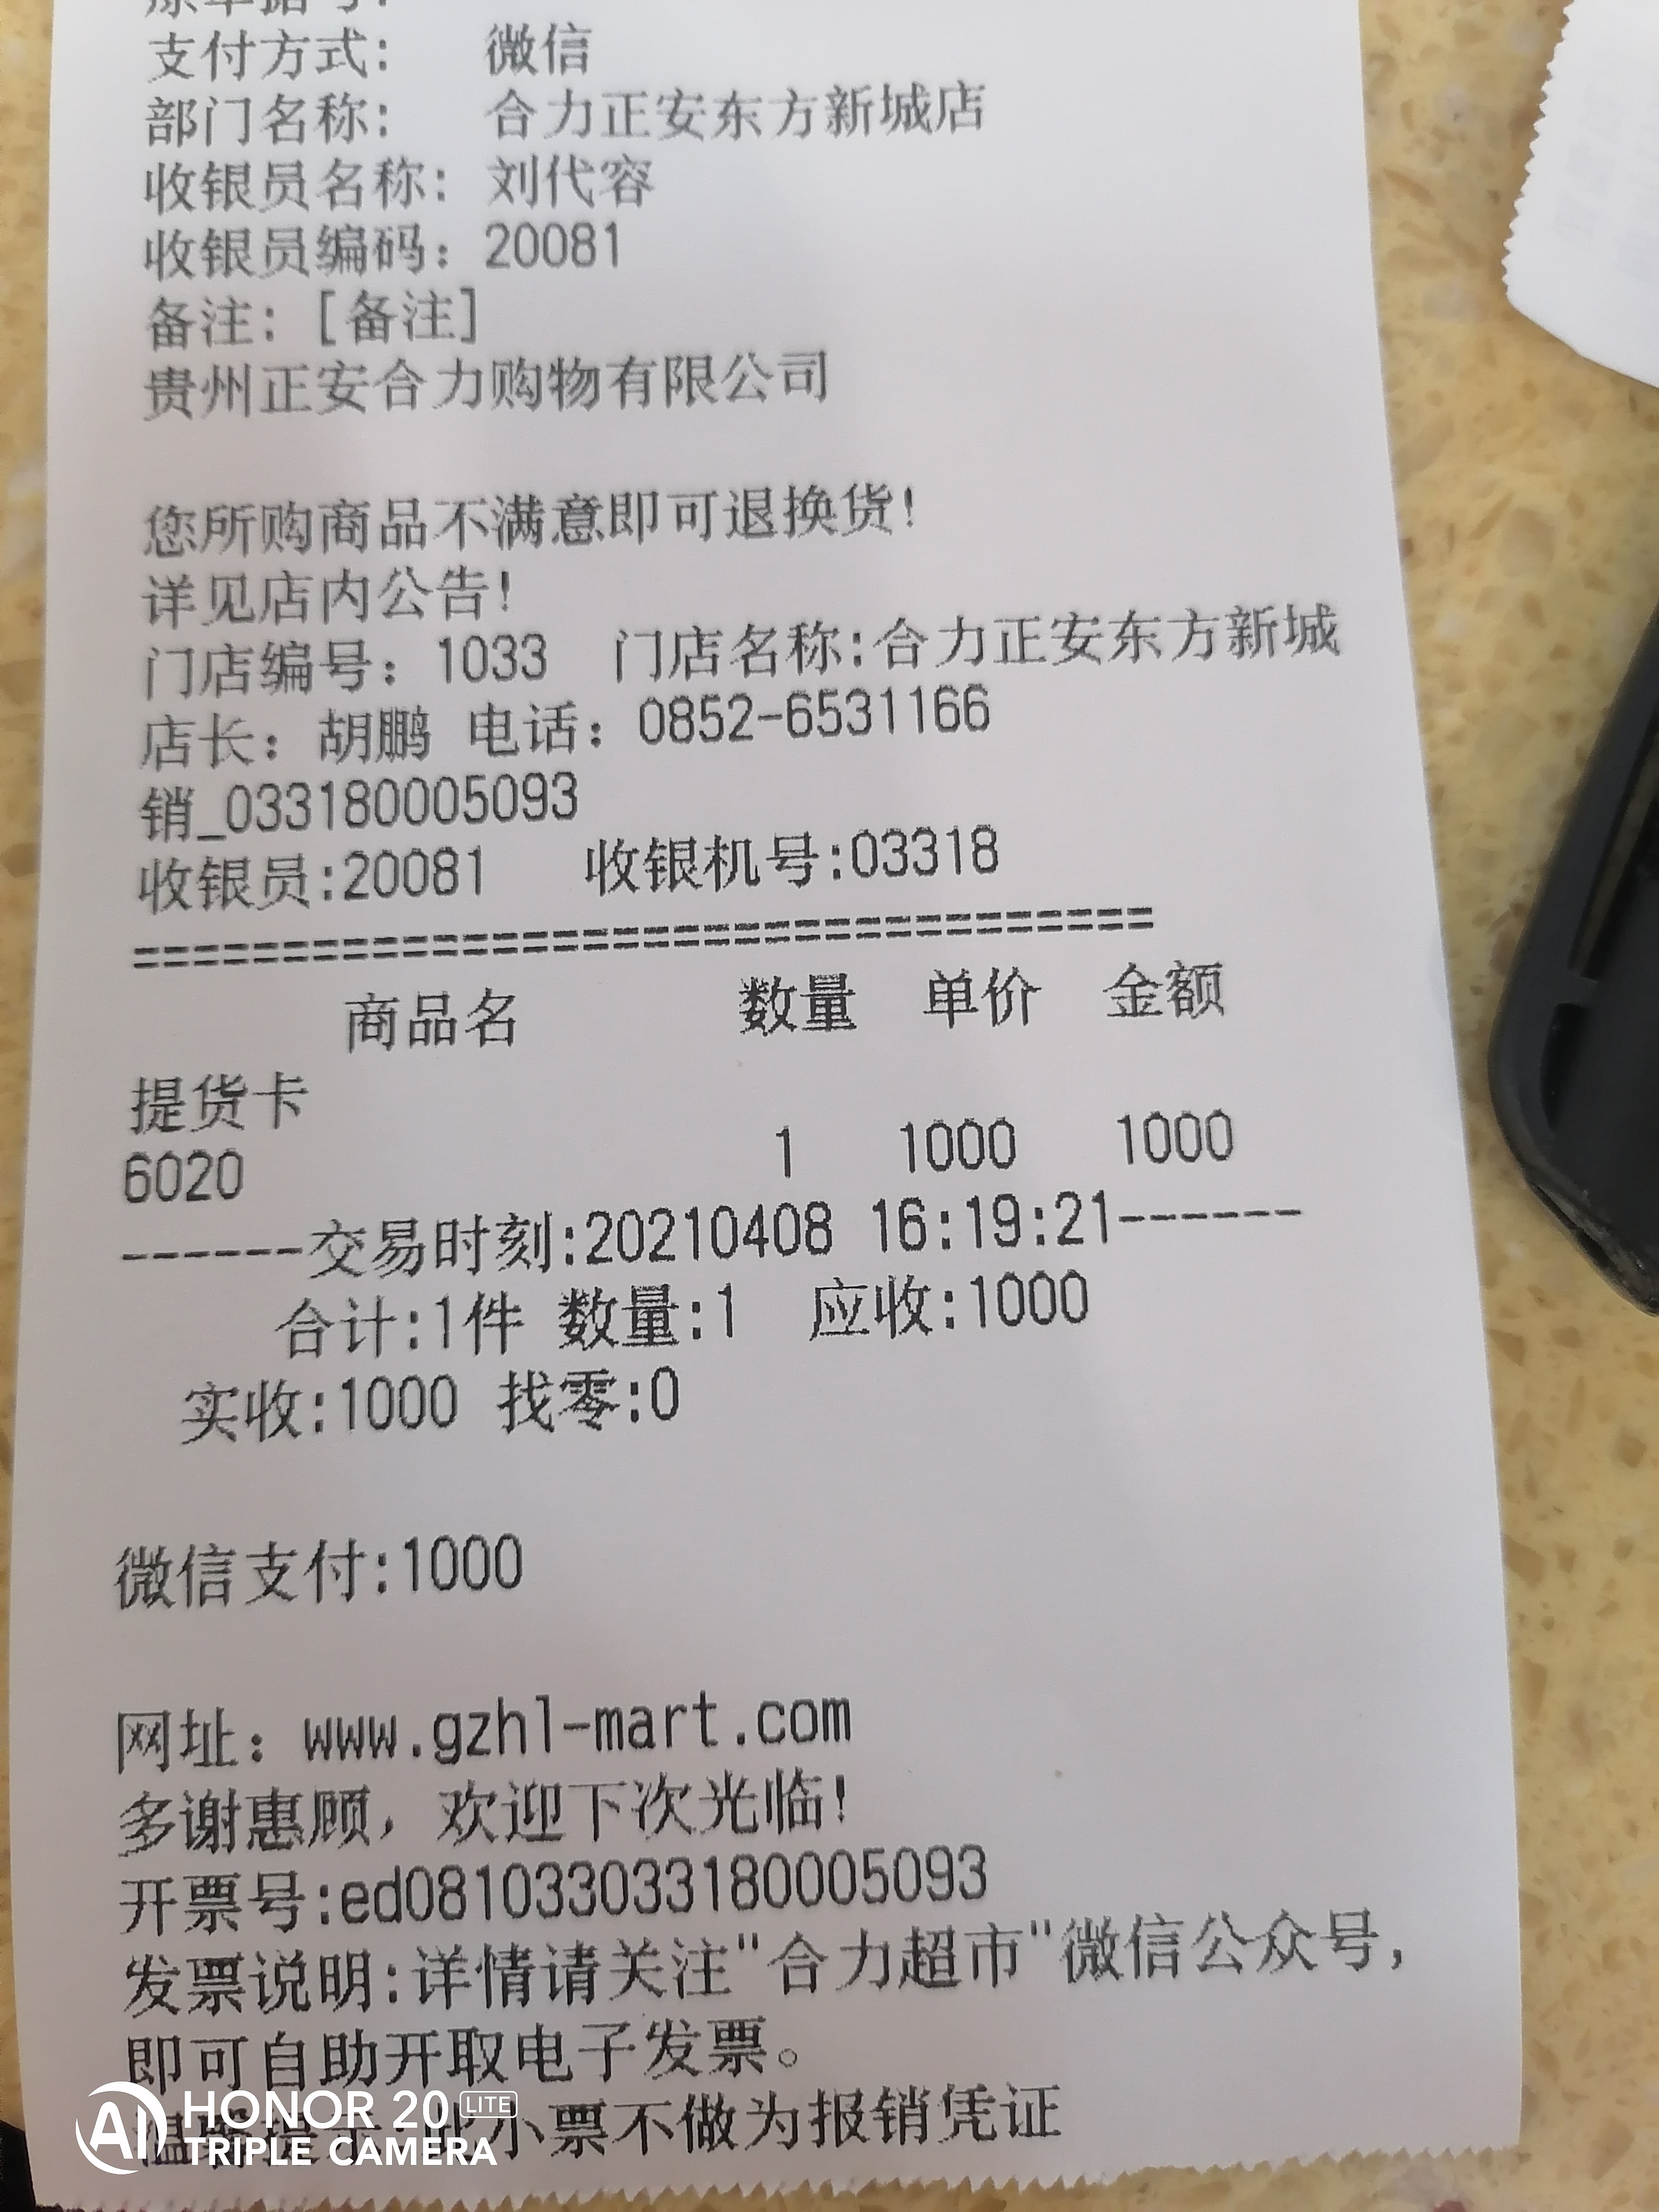 支付方式： 微信
部门名称： 合力正安东方新城店
收银员名称：刘代容
收银员编码：20081
备注：[备注]
贵州正安合力购物有限公司
您所购商品不满意即可退换货！
详见店内公告！
门店编号：1033 门店名称:合力正安东方新城
店长：胡鹏 电话：0852-6531166
销_033180005093
收银员:20081 收银机号:03318
==================================
商品名 数量 单价 金额
提货卡
6020 1 1000 1000
------交易时刻:20210408 16:19:21------
合计:1件 数量:1 应收:1000
实收:1000 找零:0
微信支付:1000
网址：www.gzhl-mart.com
多谢惠顾，欢迎下次光临！
开票号:ed081033033180005093
发票说明:详情请关注"合力超市"微信公众号，
即可自助开取电子发票。
温馨提示:此小票不做为报销凭证
AI HONOR 20 LITE
TRIPLE CAMERA